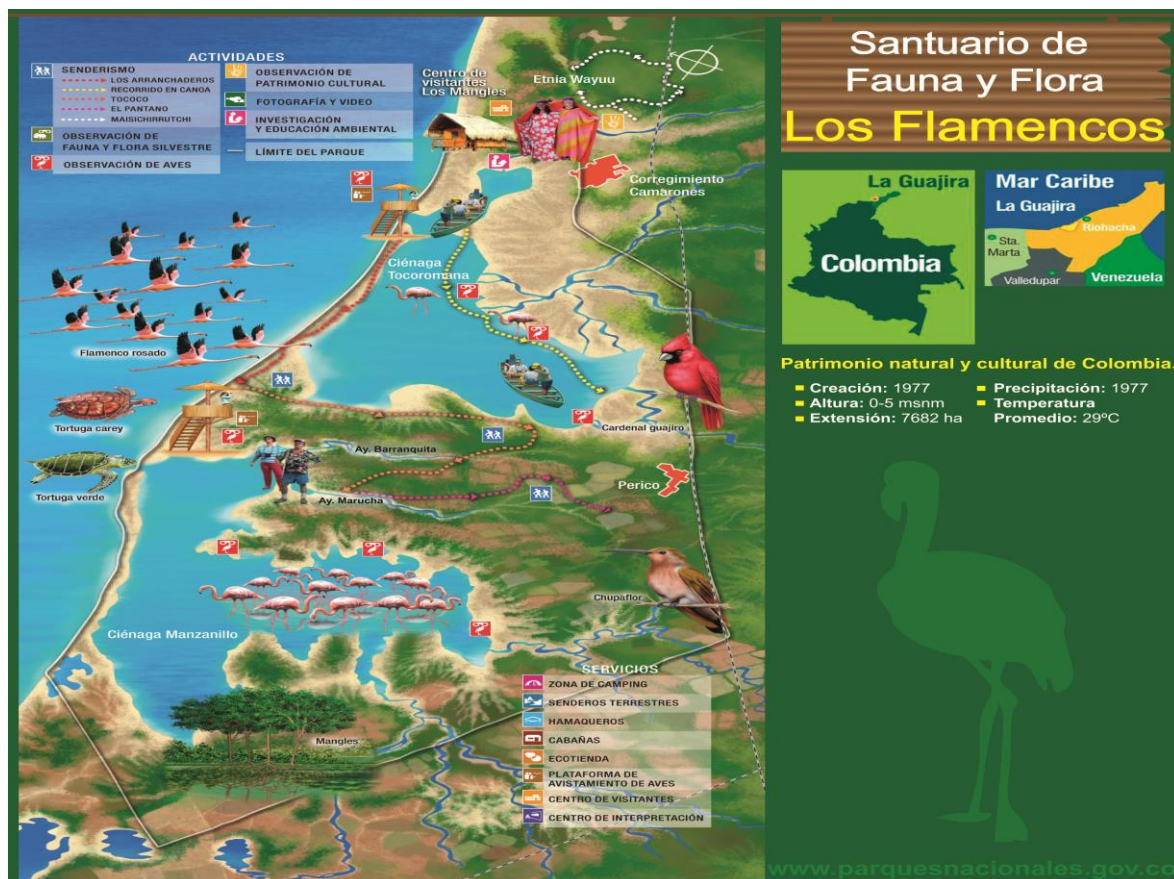 Santuario de
Fauna y Flora
Los Flamencos
ACTIVIDADES
SENDERISMO
LOS ARRANCHADEROS
RECORRIDO EN CANOA
TOCOCO
EL PANTANO
MAISICHIRRUTCHI
OBSERVACIÓN DE
FAUNA Y FLORA SILVESTRE
OBSERVACIÓN DE AVES
OBSERVACIÓN DE
PATRIMONIO CULTURAL
FOTOGRAFÍA Y VIDEO
INVESTIGACIÓN
Y EDUCACIÓN AMBIENTAL
LÍMITE DEL PARQUE
Centro de
visitantes
Los Mangles
Etnia Wayuu
Corregimiento
Camarones
Ciénaga
Tocoromana
Flamenco rosado
Tortuga carey
Tortuga verde
Cardenal guajiro
Ay. Barranquita
Ay. Marucha
Perico
Chupaflor
Ciénaga Manzanillo
Mangles
SERVICIOS
ZONA DE CAMPING
SENDEROS TERRESTRES
HAMAQUEROS
CABAÑAS
ECOTIENDA
PLATAFORMA DE
AVISTAMIENTO DE AVES
CENTRO DE VISITANTES
CENTRO DE INTERPRETACIÓN
La Guajira
Colombia
Mar Caribe
La Guajira
Riohacha
Sta.
Marta
Valledupar
Venezuela
Patrimonio natural y cultural de Colombia.
Creación: 1977
Altura: 0-5 msnm
Extensión: 7682 ha
Precipitación: 1977
Temperatura
Promedio: 29ºC
www.parquesnacionales.gov.co